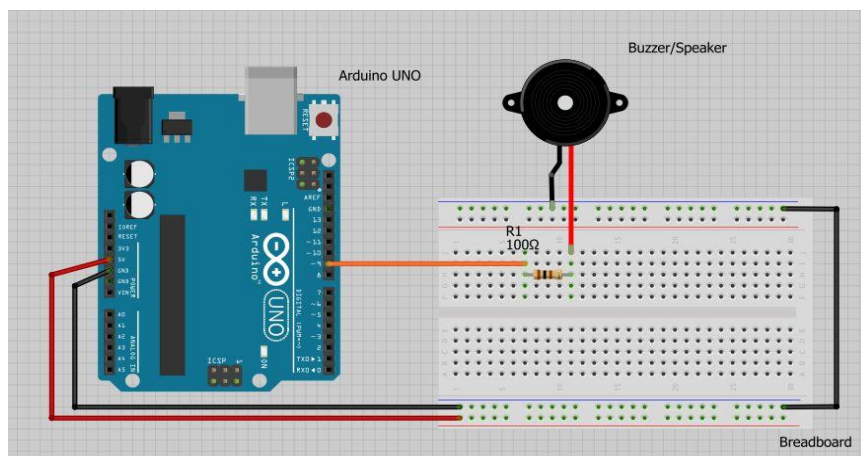 Buzzer/Speaker
Arduino UNO
RESET
ICSP2
AREF
GND
13
12
~11
~10
~9
8
L
TX
RX
Arduino
UNO
IOREF
RESET
3V3
5V
GND
GND
VIN
POWER
7
~6
~5
4
~3
2
TXD 1
RXD 0
DIGITAL (PWM~)
A0
A1
A2
A3
A4
A5
ANALOG IN
ICSP
ON
R1
100Ω
Breadboard